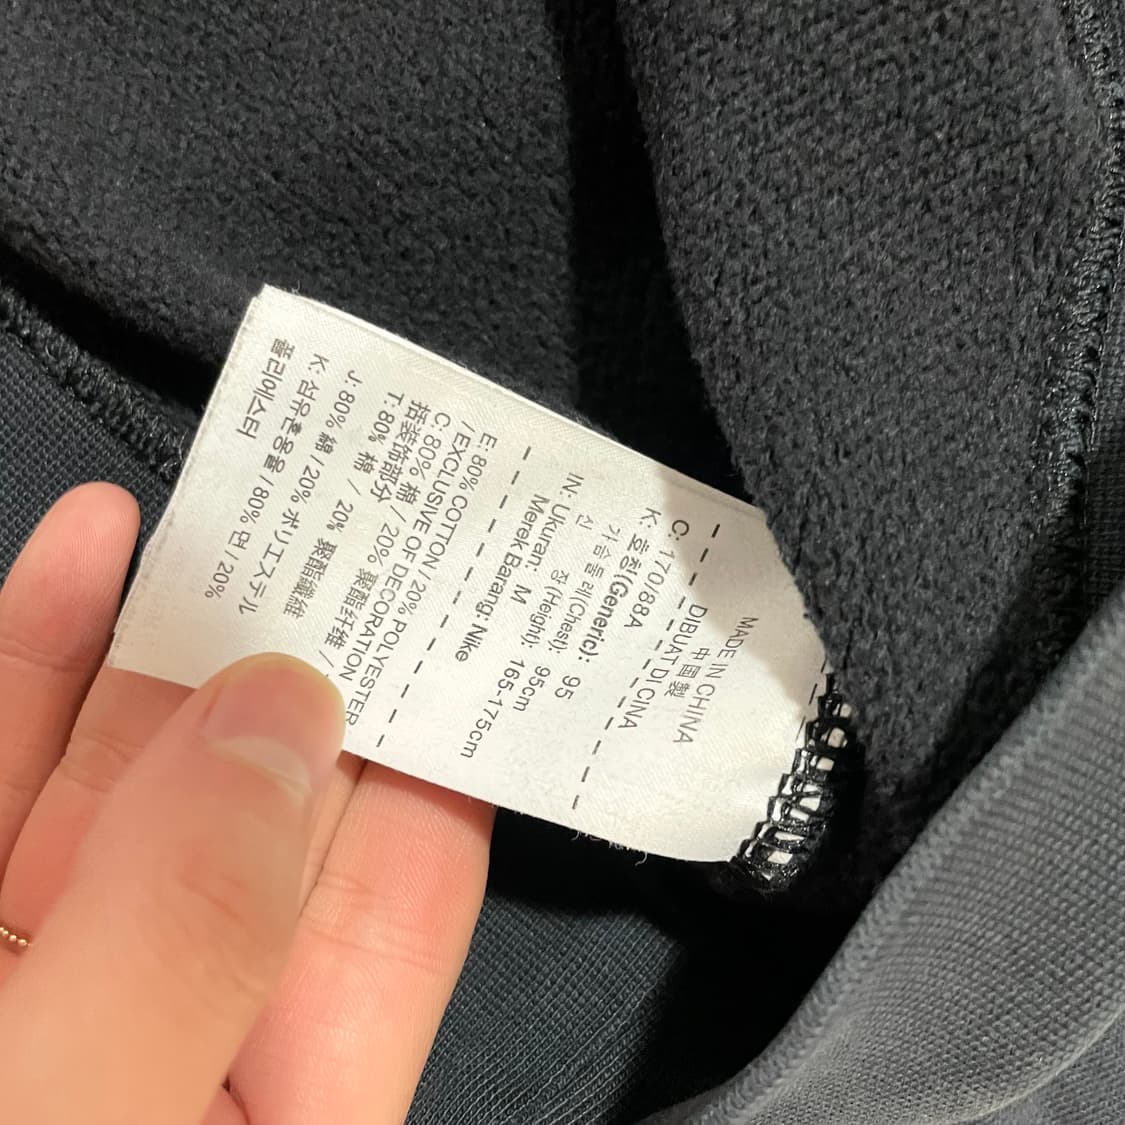 MADE IN CHINA
中国製
DIBUAT DI CINA
C: 170/88A
K: 호칭(Generic): 95
가슴둘레(Chest): 95cm
신 장(Height): 165-175cm
IN: Ukuran: M
Merek Barang: Nike
E: 80% COTTON / 20% POLYESTER
/ EXCLUSIVE OF DECORATION
C: 80% 棉 / 20% 聚酯纤维 /
括装饰部分
T: 80% 棉 / 20% 聚酯纖維
J: 80% 綿 / 20% ポリエステル
K: 섬유혼용율 / 80% 면 / 20%
폴리에스터